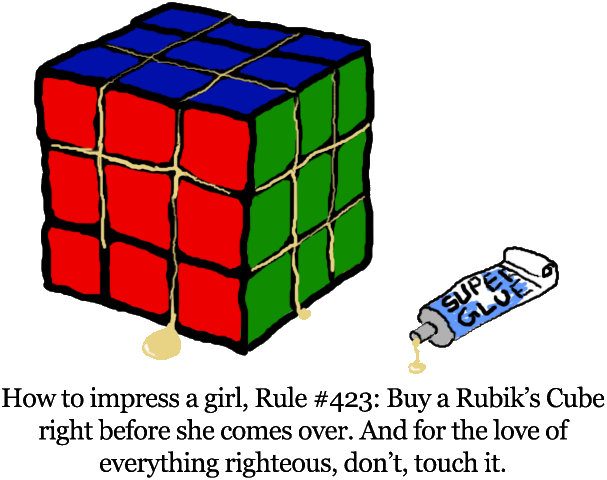 SUPER
GLUE
How to impress a girl, Rule #423: Buy a Rubik's Cube
right before she comes over. And for the love of
everything righteous, don't, touch it.